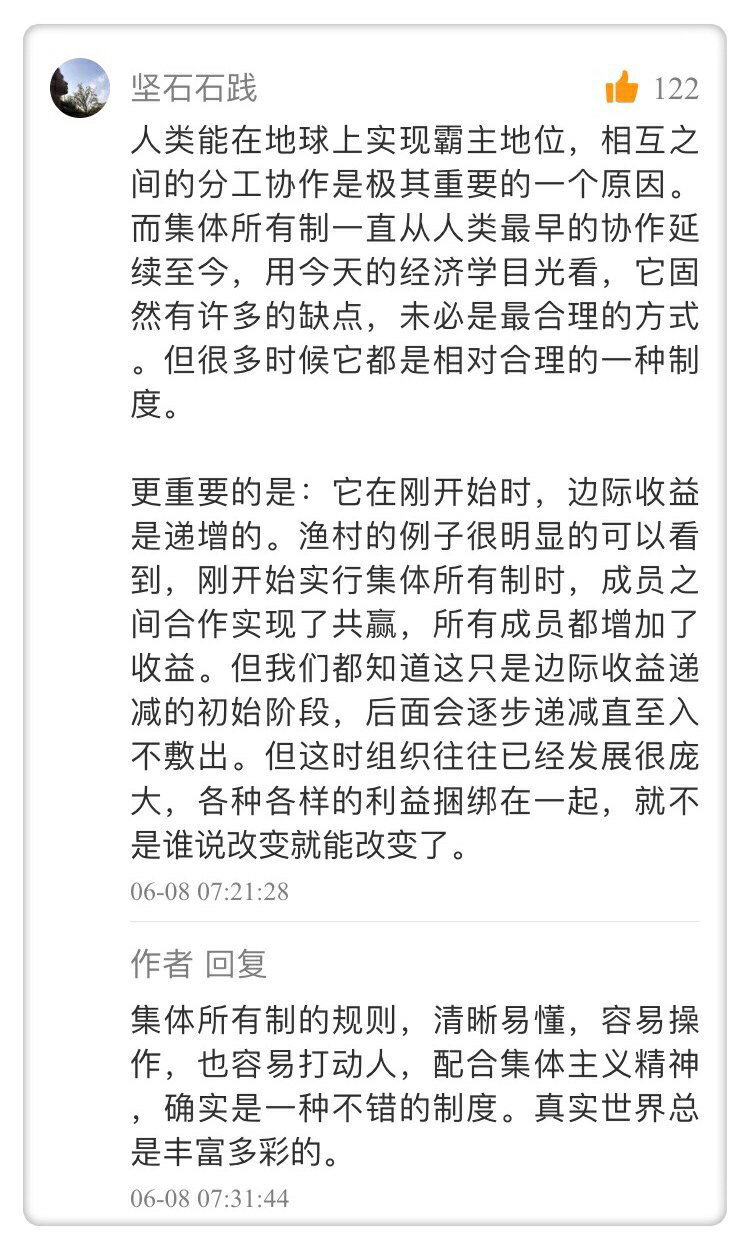 坚石石践
122
人类能在地球上实现霸主地位，相互之
间的分工协作是极其重要的一个原因。
而集体所有制一直从人类最早的协作延
续至今，用今天的经济学目光看，它固
然有许多的缺点，未必是最合理的方式
。但很多时候它都是相对合理的一种制
度。
更重要的是：它在刚开始时，边际收益
是递增的。渔村的例子很明显的可以看
到，刚开始实行集体所有制时，成员之
间合作实现了共赢，所有成员都增加了
收益。但我们都知道这只是边际收益递
减的初始阶段，后面会逐步递减直至入
不敷出。但这时组织往往已经发展很庞
大，各种各样的利益捆绑在一起，就不
是谁说改变就能改变了。
06-08 07:21:28
作者 回复
集体所有制的规则，清晰易懂，容易操
作，也容易打动人，配合集体主义精神
，确实是一种不错的制度。真实世界总
是丰富多彩的。
06-08 07:31:44